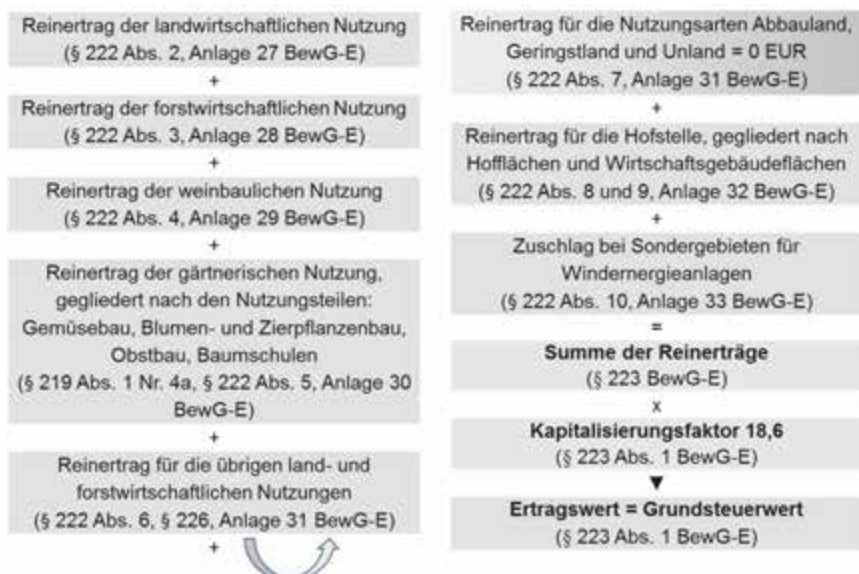 Reinertrag der landwirtschaftlichen Nutzung
(§ 222 Abs. 2, Anlage 27 BewG-E)
+
Reinertrag der forstwirtschaftlichen Nutzung
(§ 222 Abs. 3, Anlage 28 BewG-E)
+
Reinertrag der weinbaulichen Nutzung
(§ 222 Abs. 4, Anlage 29 BewG-E)
+
Reinertrag der gärtnerischen Nutzung,
gegliedert nach den Nutzungsteilen:
Gemüsebau, Blumen- und Zierpflanzenbau,
Obstbau, Baumschulen
(§ 219 Abs. 1 Nr. 4a, § 222 Abs. 5, Anlage 30
BewG-E)
+
Reinertrag für die übrigen land- und
forstwirtschaftlichen Nutzungen
(§ 222 Abs. 6, § 226, Anlage 31 BewG-E)
+
Reinertrag für die Nutzungsarten Abbauland,
Geringstland und Unland = 0 EUR
(§ 222 Abs. 7, Anlage 31 BewG-E)
+
Reinertrag für die Hofstelle, gegliedert nach
Hofflächen und Wirtschaftsgebäudeflächen
(§ 222 Abs. 8 und 9, Anlage 32 BewG-E)
+
Zuschlag bei Sondergebieten für
Windernergieanlagen
(§ 222 Abs. 10, Anlage 33 BewG-E)
=
Summe der Reinerträge
(§ 223 BewG-E)
x
Kapitalisierungsfaktor 18,6
(§ 223 Abs. 1 BewG-E)
▼
Ertragswert = Grundsteuerwert
(§ 223 Abs. 1 BewG-E)